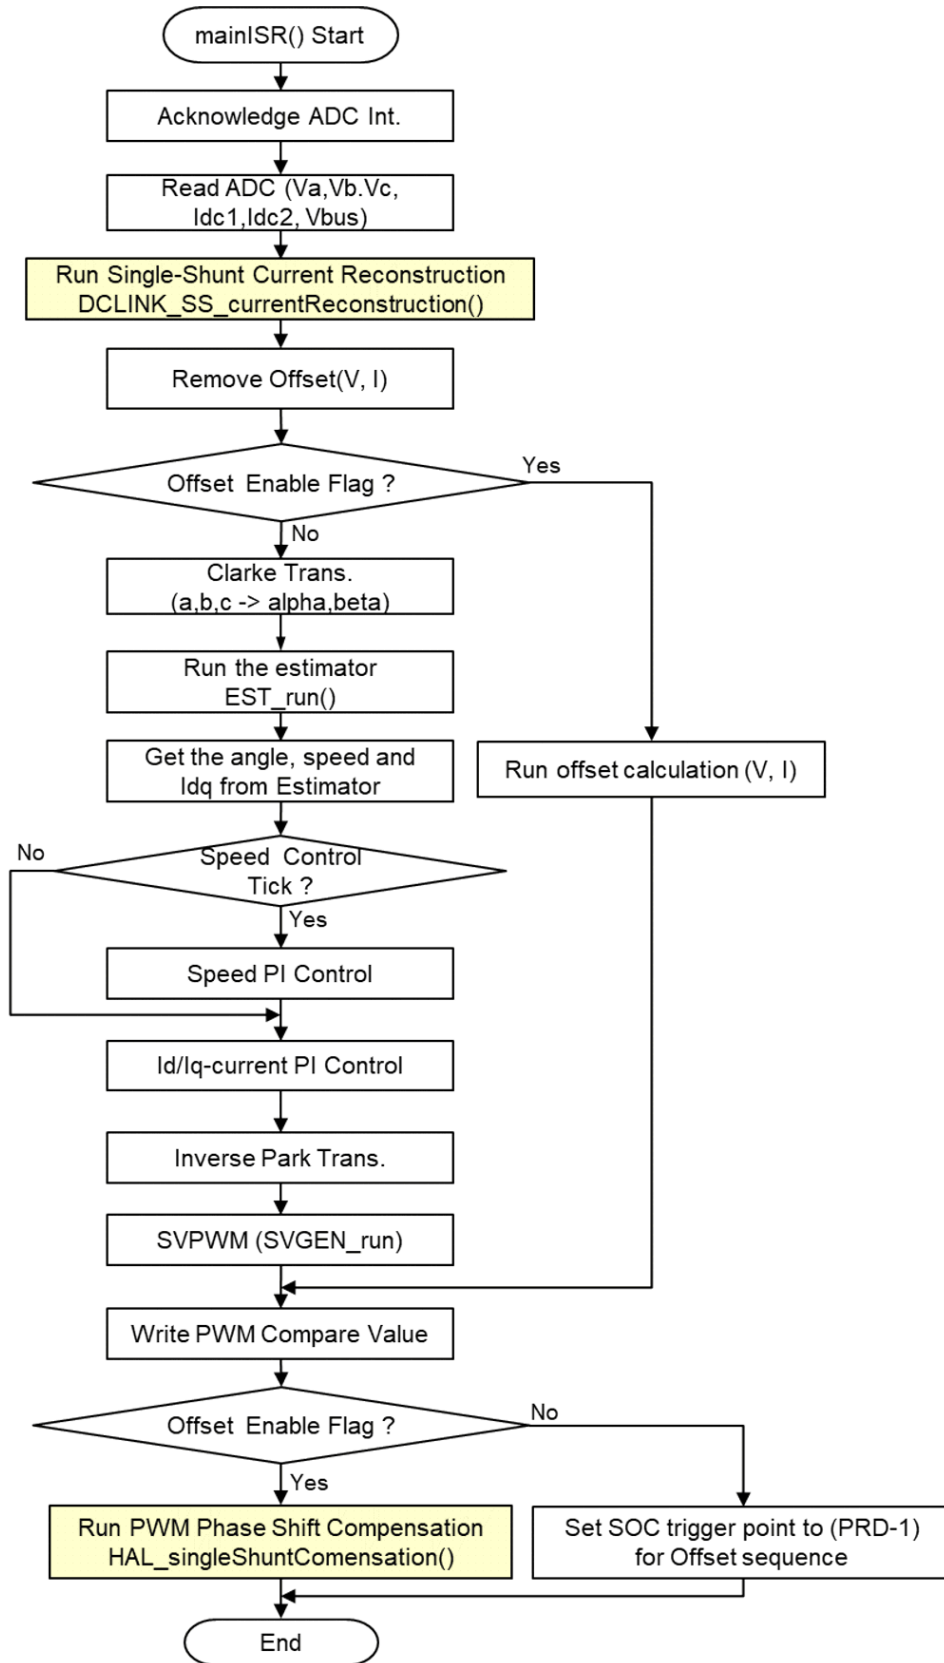 mainISR() Start
Acknowledge ADC Int.
Read ADC (Va,Vb.Vc,
Idc1,Idc2, Vbus)
Run Single-Shunt Current Reconstruction
DCLINK_SS_currentReconstruction()
Remove Offset(V, I)
Offset Enable Flag ?
Yes
No
Clarke Trans.
(a,b,c -> alpha,beta)
Run the estimator
EST_run()
Get the angle, speed and
Idq from Estimator
Run offset calculation (V, I)
No
Speed Control
Tick ?
Yes
Speed PI Control
Id/Iq-current PI Control
Inverse Park Trans.
SVPWM (SVGEN_run)
Write PWM Compare Value
Offset Enable Flag ?
No
Yes
Run PWM Phase Shift Compensation
HAL_singleShuntComensation()
Set SOC trigger point to (PRD-1)
for Offset sequence
End